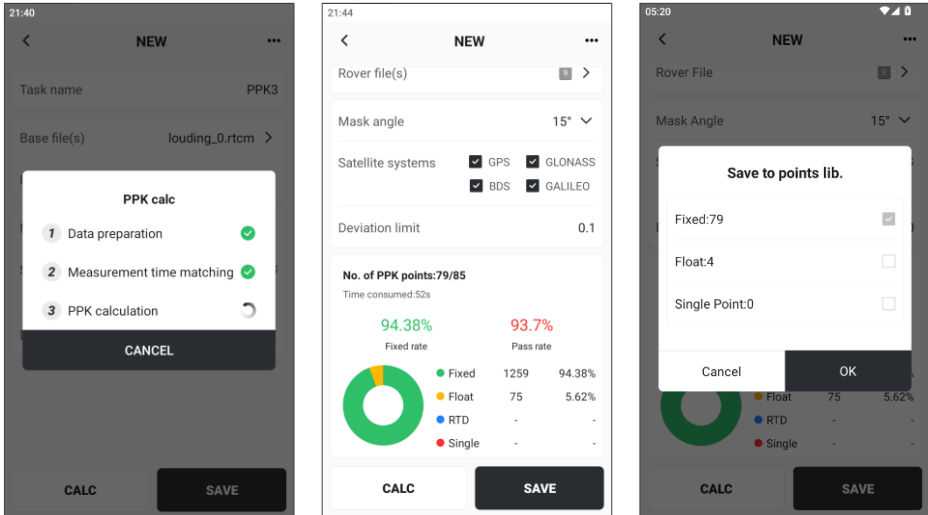 21:40
NEW
Task name PPK3
Base file(s) louding_0.rtcm
PPK calc
1 Data preparation
2 Measurement time matching
3 PPK calculation
CANCEL
CALC SAVE
21:44
NEW
Rover file(s) 9
Mask angle 15°
Satellite systems GPS GLONASS
BDS GALILEO
Deviation limit 0.1
No. of PPK points:79/85
Time consumed:52s
94.38% 93.7%
Fixed rate Pass rate
Fixed 1259 94.38%
Float 75 5.62%
RTD - -
Single - -
CALC SAVE
05:20
NEW
Rover File
Mask Angle 15°
Save to points lib.
Fixed:79
Float:4
Single Point:0
Cancel OK
Float 75 5.62%
RTD - -
Single - -
CALC SAVE